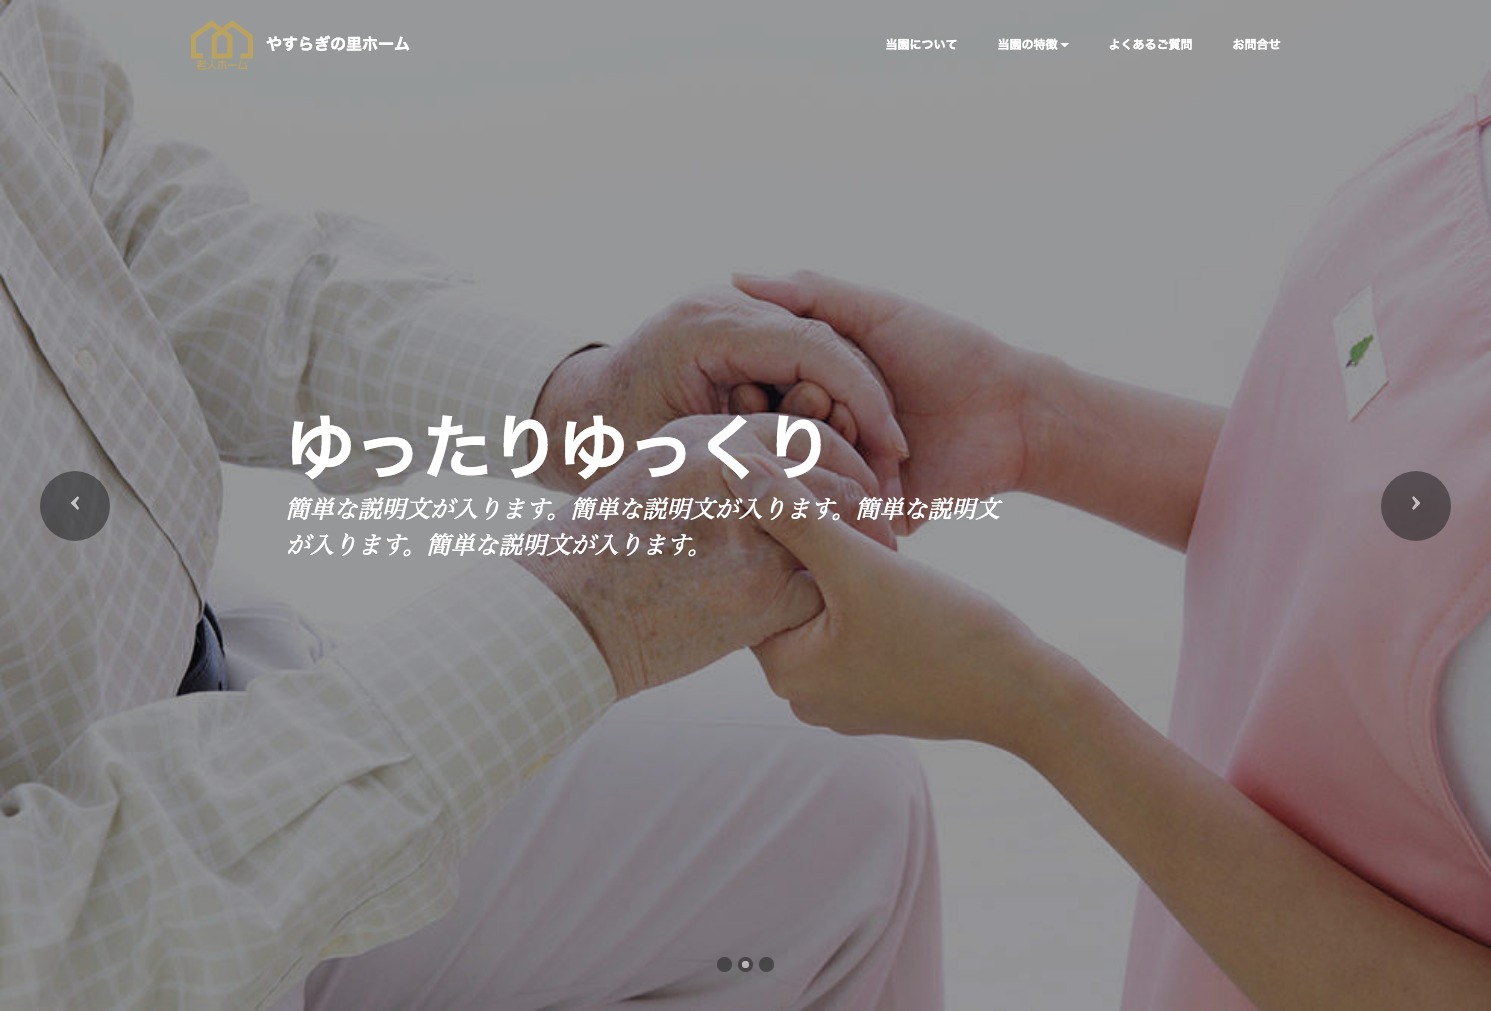 老人ホーム
やすらぎの里ホーム
当園について
当園の特徴
よくあるご質問
お問合せ
ゆったりゆっくり
簡単な説明文が入ります。簡単な説明文が入ります。簡単な説明文
が入ります。簡単な説明文が入ります。